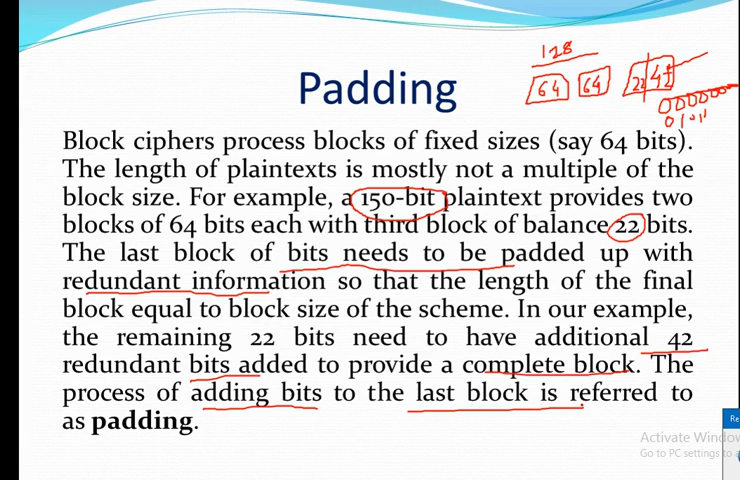 128
64 64 22 42
0000000
Padding
Block ciphers process blocks of fixed sizes (say 64 bits).
The length of plaintexts is mostly not a multiple of the
block size. For example, a 150-bit plaintext provides two
blocks of 64 bits each with third block of balance 22 bits.
The last block of bits needs to be padded up with
redundant information so that the length of the final
block equal to block size of the scheme. In our example,
the remaining 22 bits need to have additional 42
redundant bits added to provide a complete block. The
process of adding bits to the last block is referred to
as padding.
Re
Activate Window
Go to PC settings to a